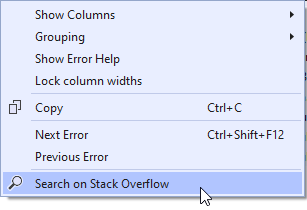 Show Columns
Grouping
Show Error Help
Lock column widths
Copy Ctrl+C
Next Error Ctrl+Shift+F12
Previous Error
Search on Stack Overflow